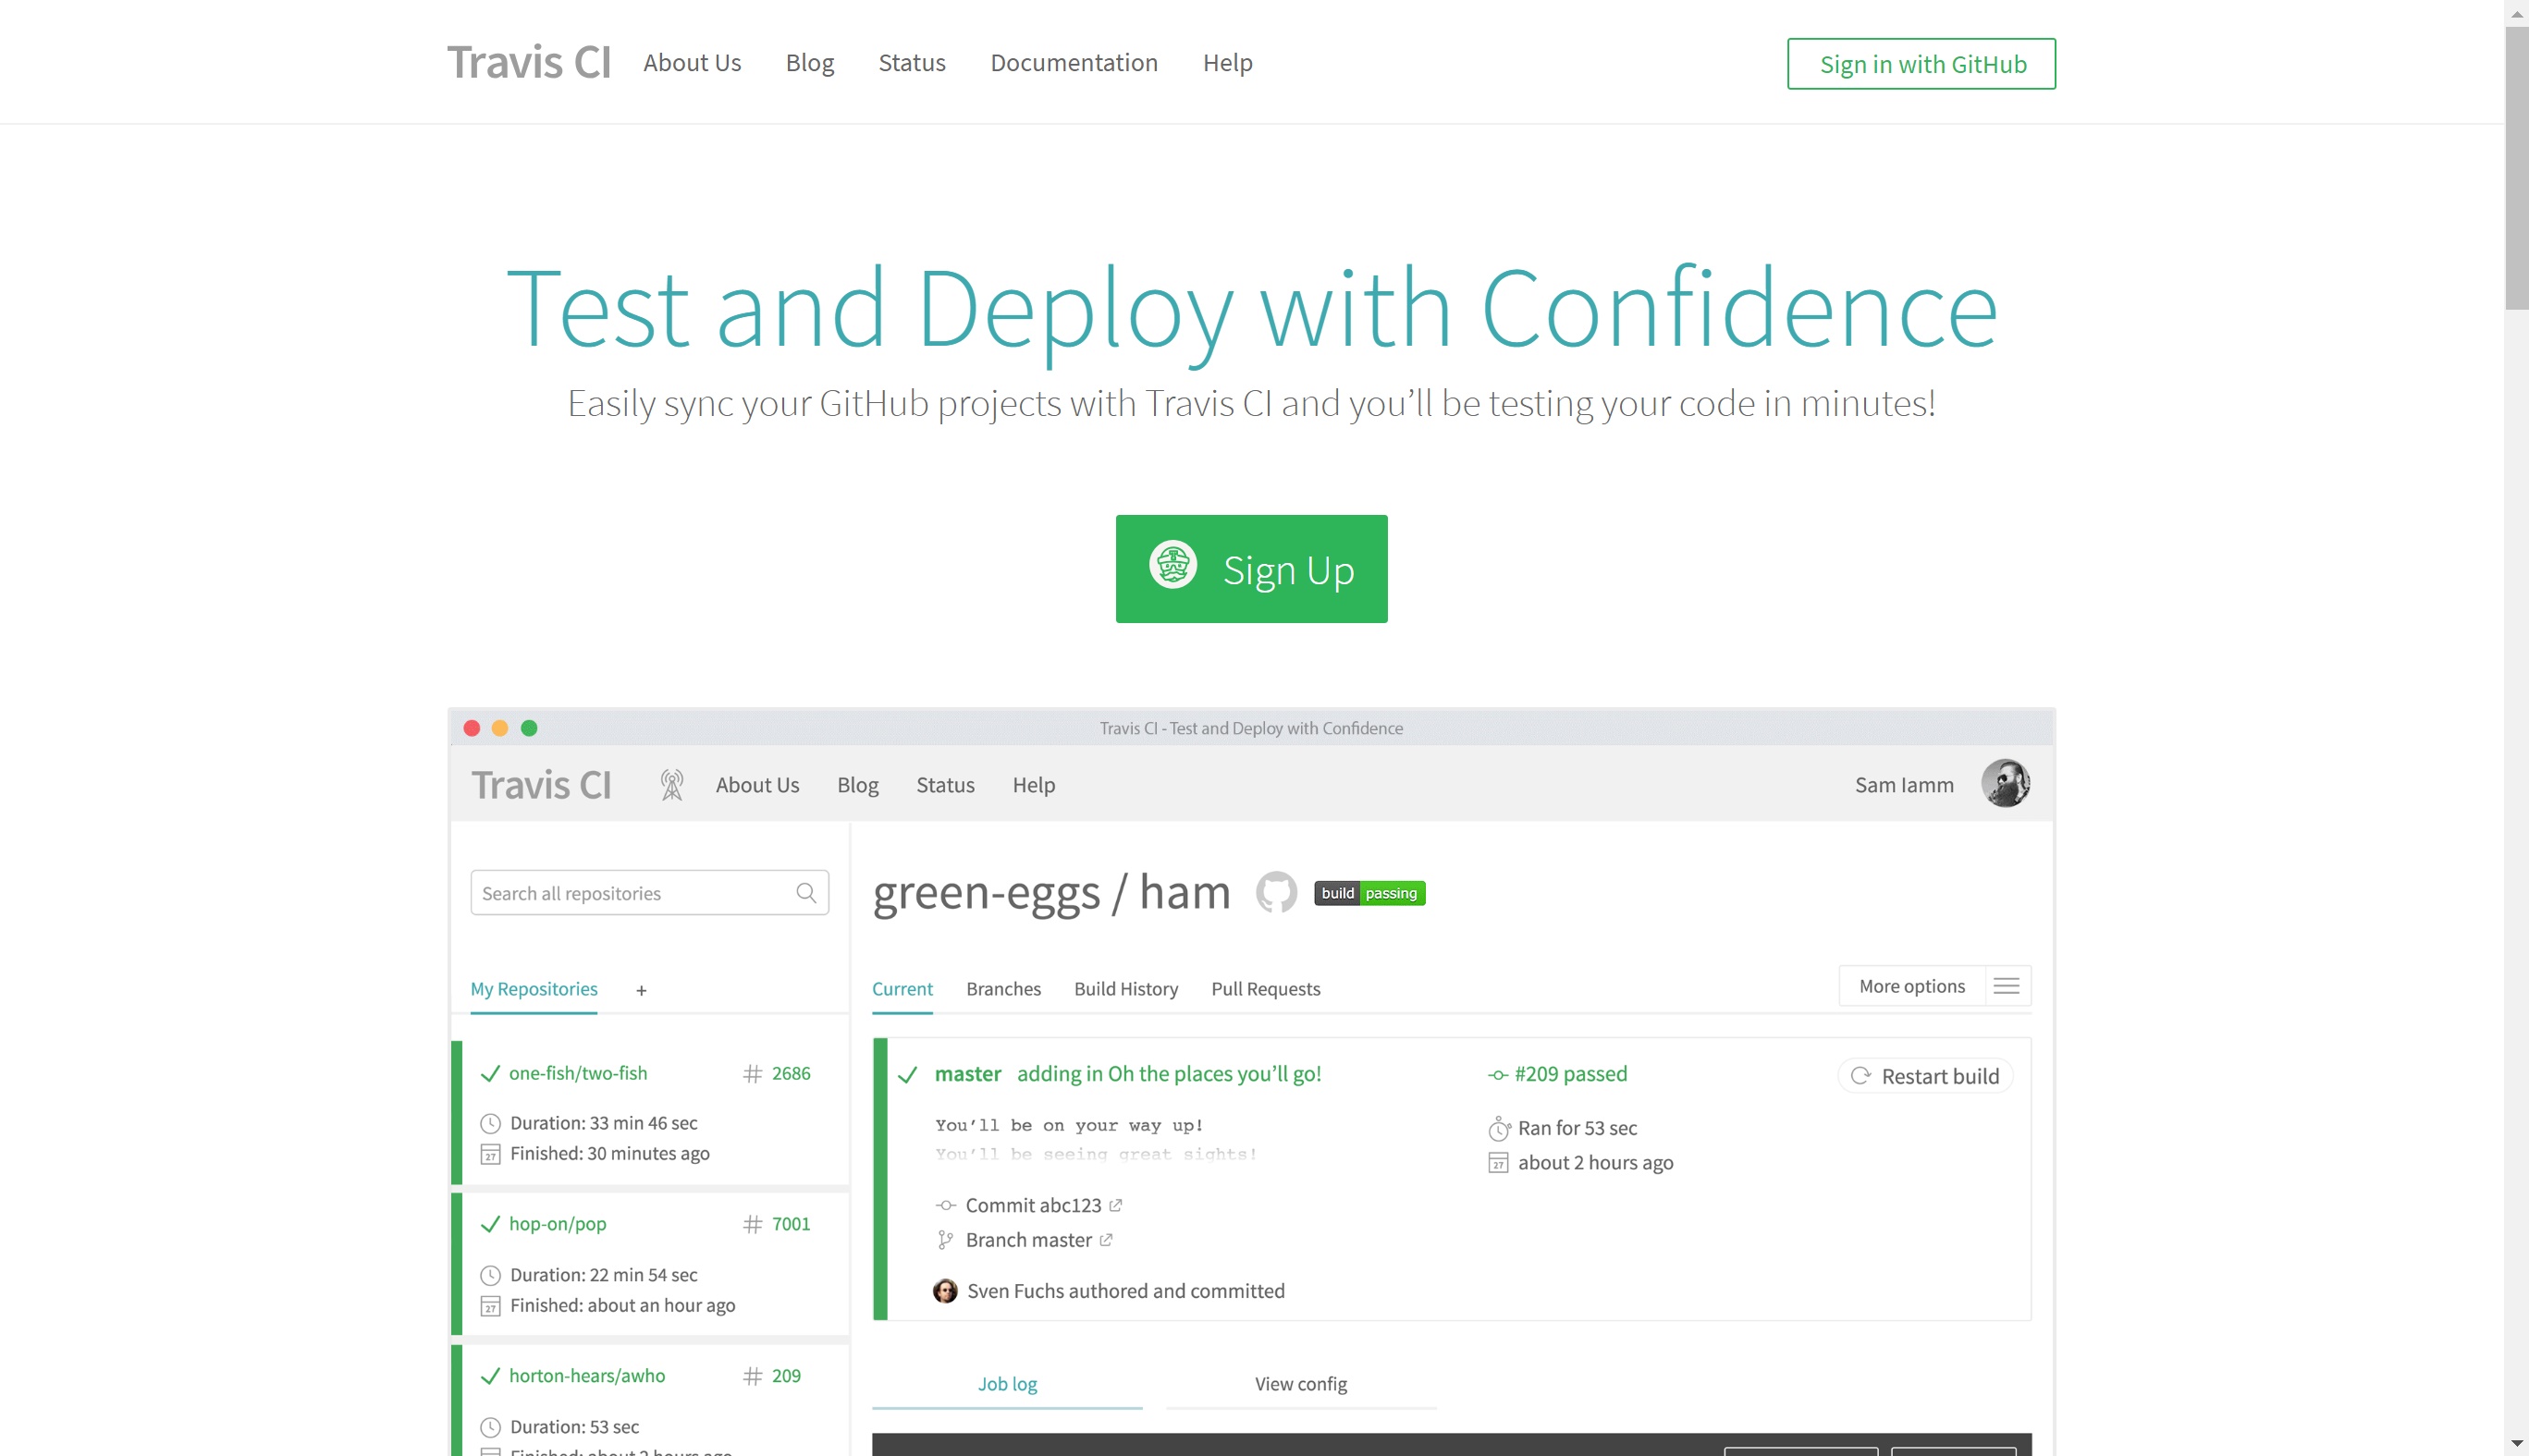 Travis CI About Us Blog Status Documentation Help Sign in with GitHub
Test and Deploy with Confidence
Easily sync your GitHub projects with Travis CI and you’ll be testing your code in minutes!
Sign Up
Travis CI - Test and Deploy with Confidence
Travis CI About Us Blog Status Help Sam Iamm
Search all repositories
green-eggs / ham build passing
My Repositories +
Current Branches Build History Pull Requests More options
one-fish/two-fish # 2686
Duration: 33 min 46 sec
27 Finished: 30 minutes ago
hop-on/pop # 7001
Duration: 22 min 54 sec
27 Finished: about an hour ago
horton-hears/awho # 209
Duration: 53 sec
Finished: about 2 hours ago
master adding in Oh the places you’ll go! #209 passed Restart build
You’ll be on your way up! Ran for 53 sec
You’ll be seeing great sights! 27 about 2 hours ago
Commit abc123
Branch master
Sven Fuchs authored and committed
Job log View config